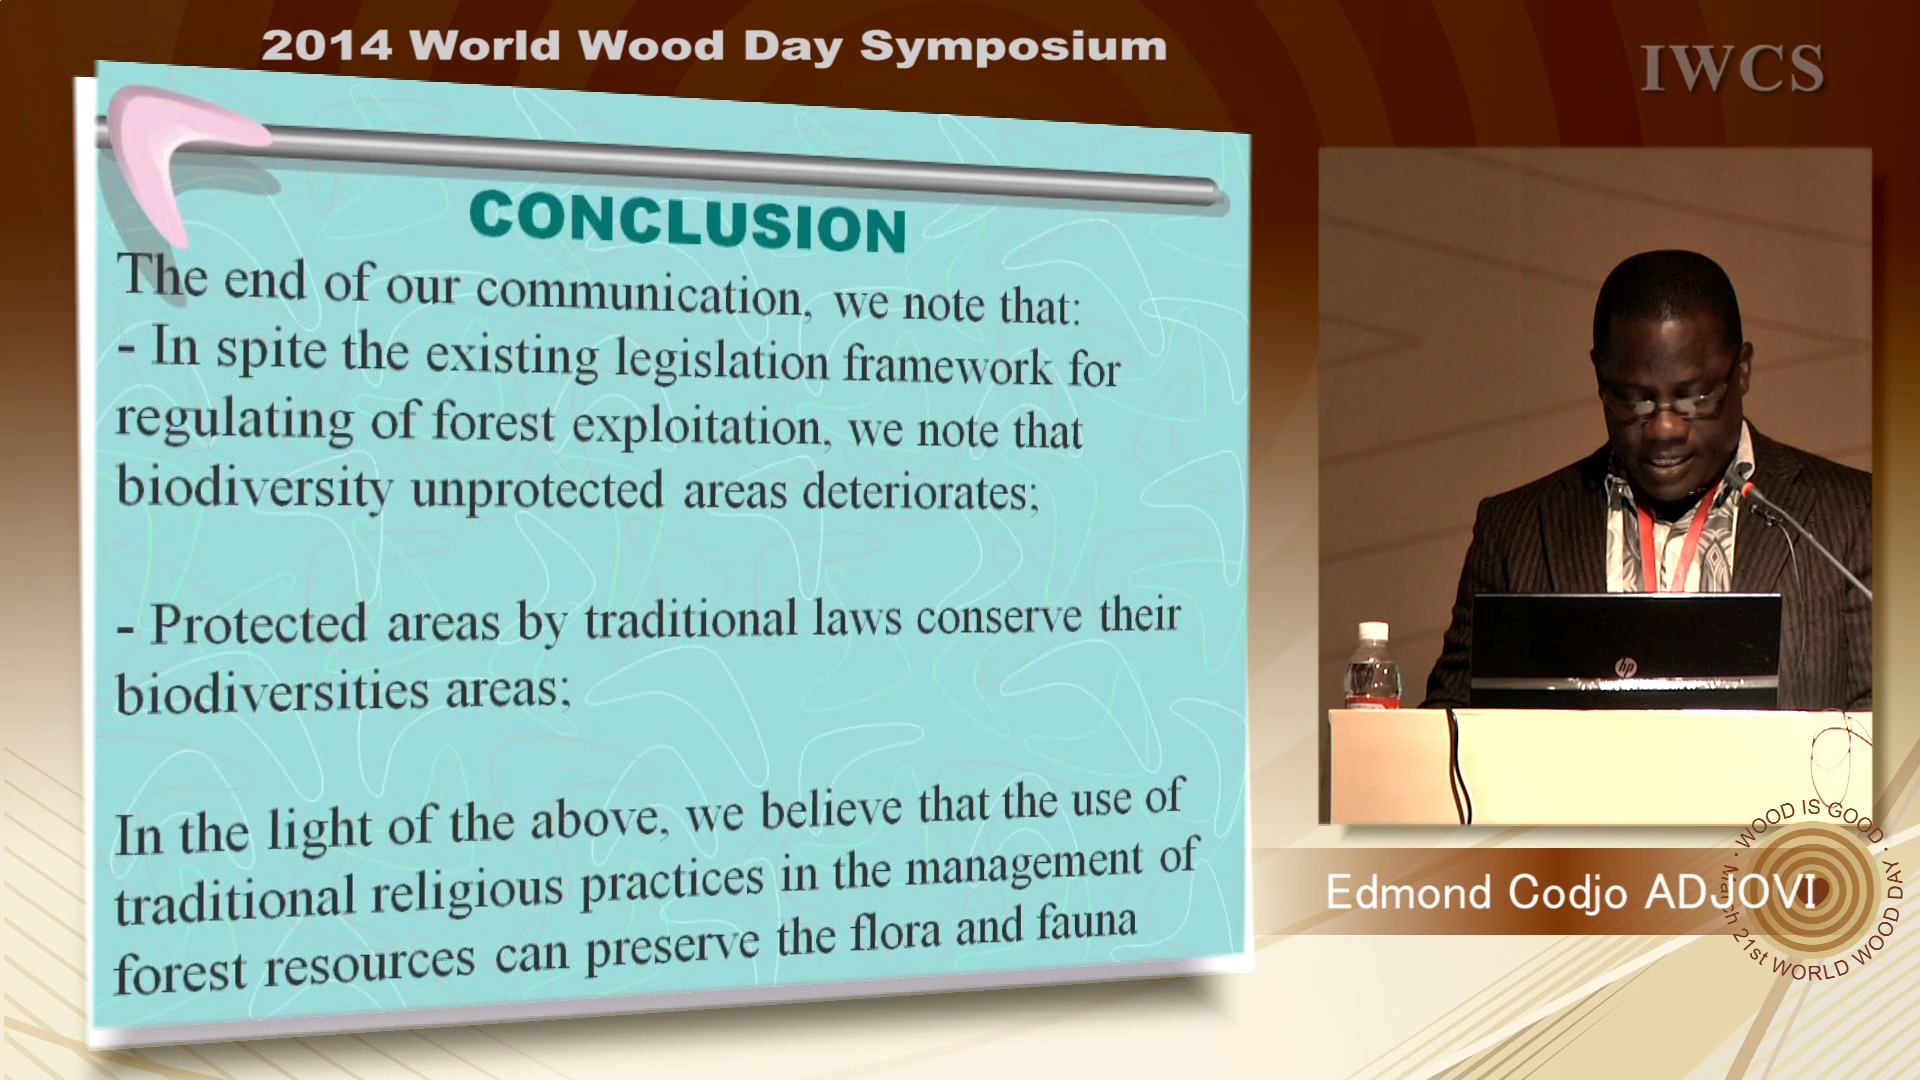 2014 World Wood Day Symposium
IWCS
CONCLUSION
The end of our communication, we note that:
- In spite the existing legislation framework for
regulating of forest exploitation, we note that
biodiversity unprotected areas deteriorates;
- Protected areas by traditional laws conserve their
biodiversities areas;
In the light of the above, we believe that the use of
traditional religious practices in the management of
forest resources can preserve the flora and fauna
hp
Edmond Codjo ADJOVI
· WOOD IS GOOD ·
March 21st WORLD WOOD DAY